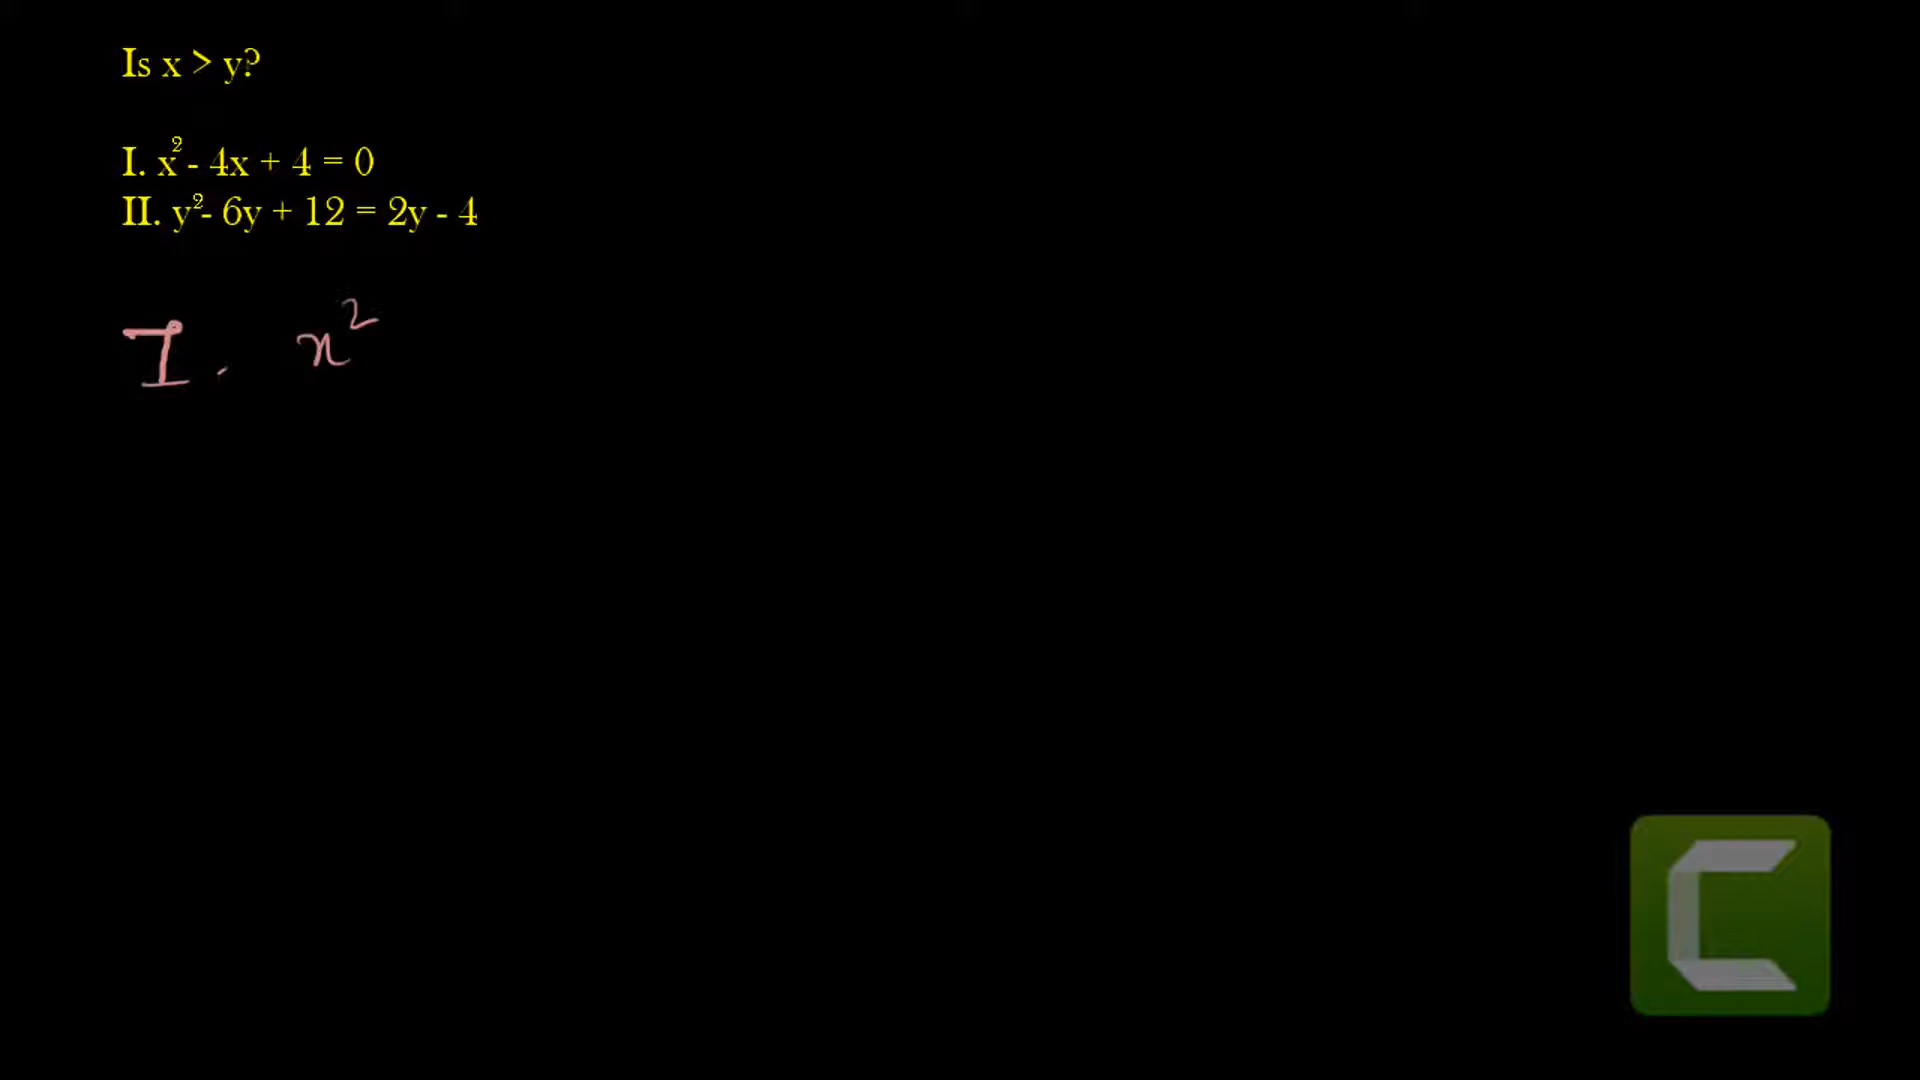 Is x > y?
I. x² - 4x + 4 = 0
II. y² - 6y + 12 = 2y - 4
I. x²